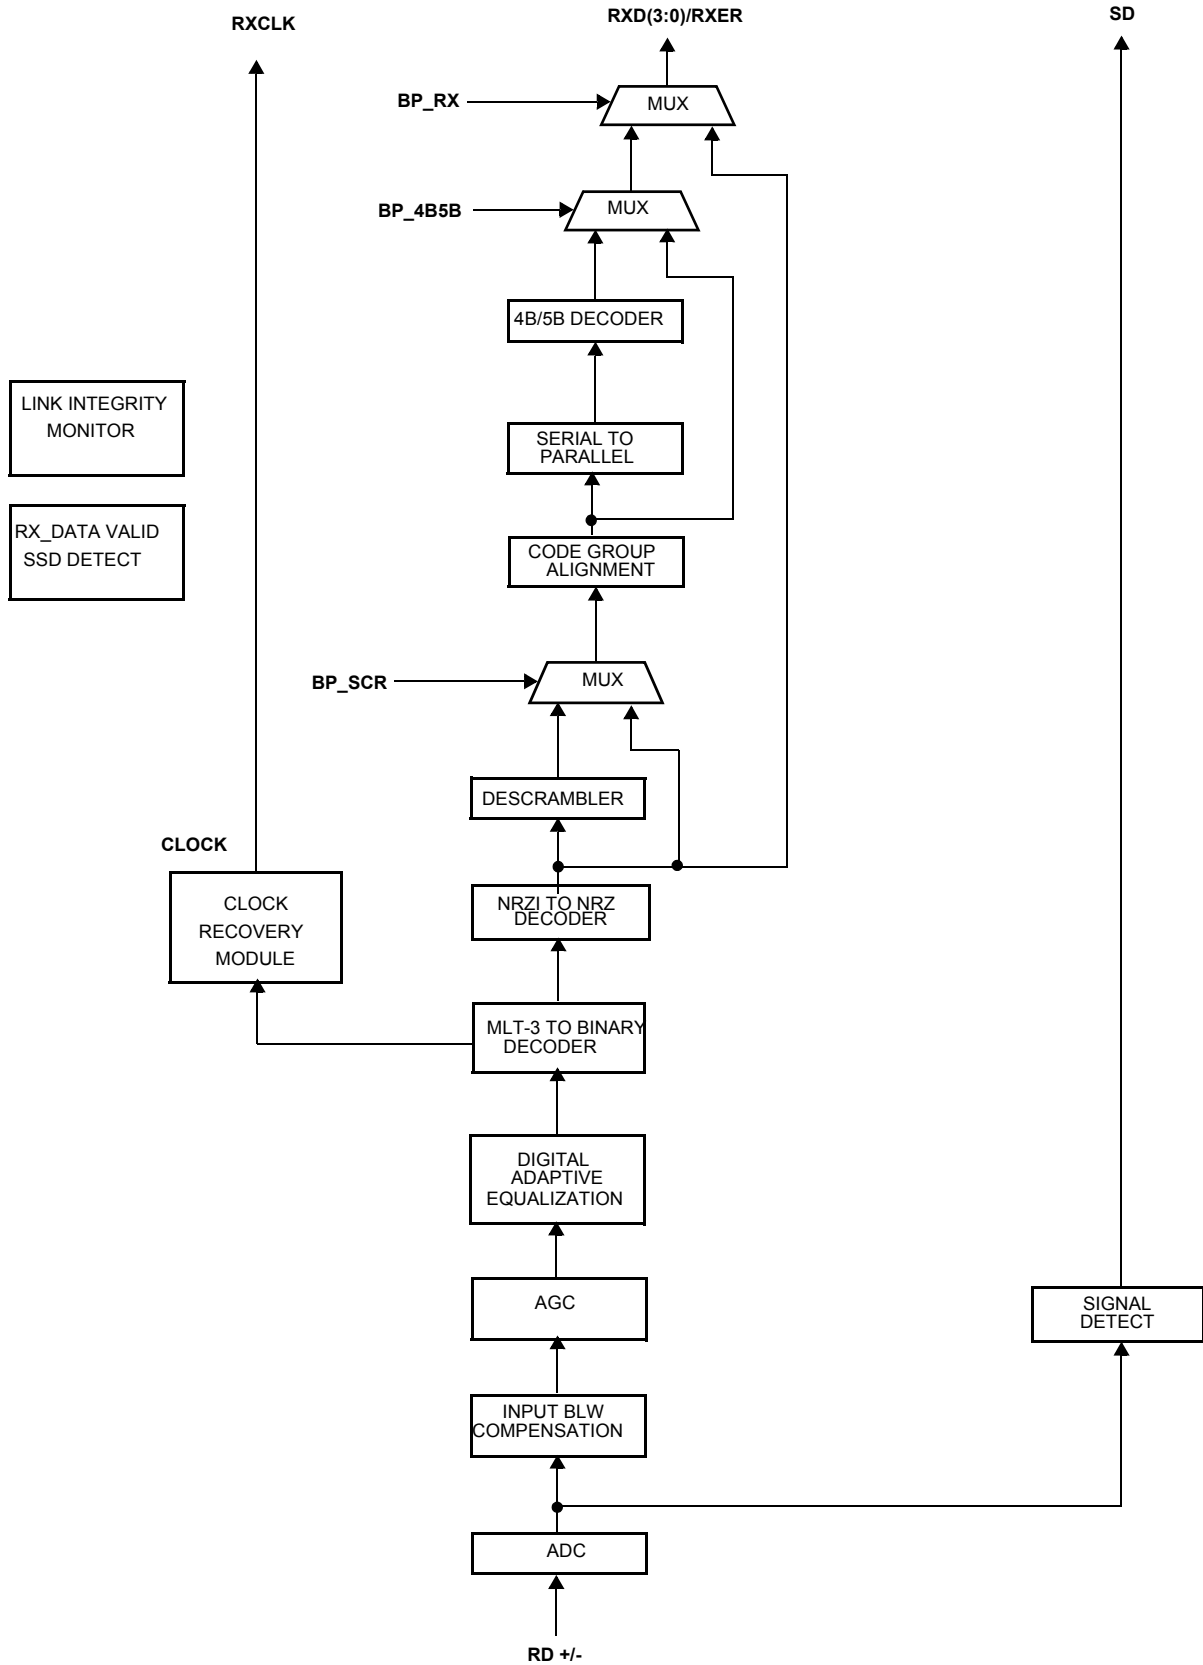 RXCLK
RXD(3:0)/RXER
SD
BP_RX
MUX
BP_4B5B
MUX
4B/5B DECODER
LINK INTEGRITY
MONITOR
SERIAL TO
PARALLEL
RX_DATA VALID
SSD DETECT
CODE GROUP
ALIGNMENT
BP_SCR
MUX
DESCRAMBLER
CLOCK
CLOCK
RECOVERY
MODULE
NRZI TO NRZ
DECODER
MLT-3 TO BINARY
DECODER
DIGITAL
ADAPTIVE
EQUALIZATION
AGC
SIGNAL
DETECT
INPUT BLW
COMPENSATION
ADC
RD +/-